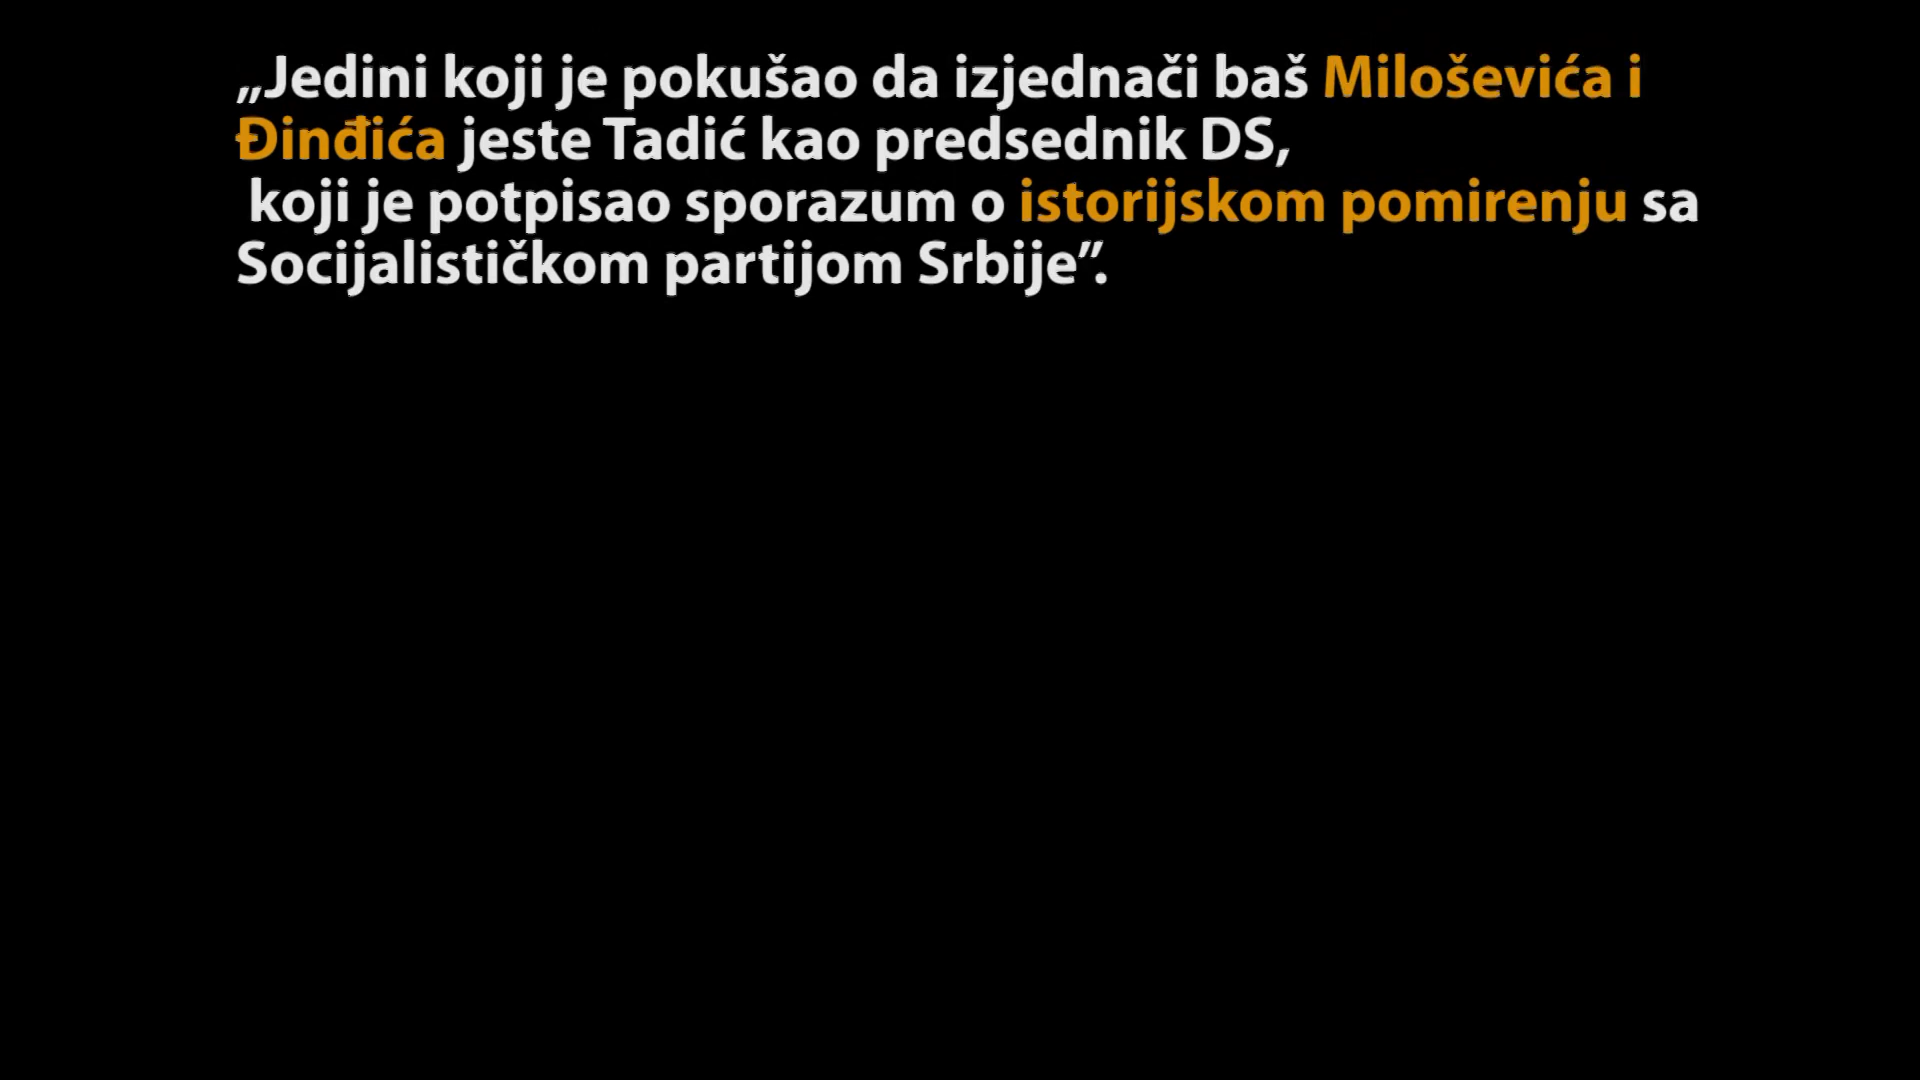 „Jedini koji je pokušao da izjednači baš Miloševića i
Đinđića jeste Tadić kao predsednik DS,
koji je potpisao sporazum o istorijskom pomirenju sa
Socijalističkom partijom Srbije”.